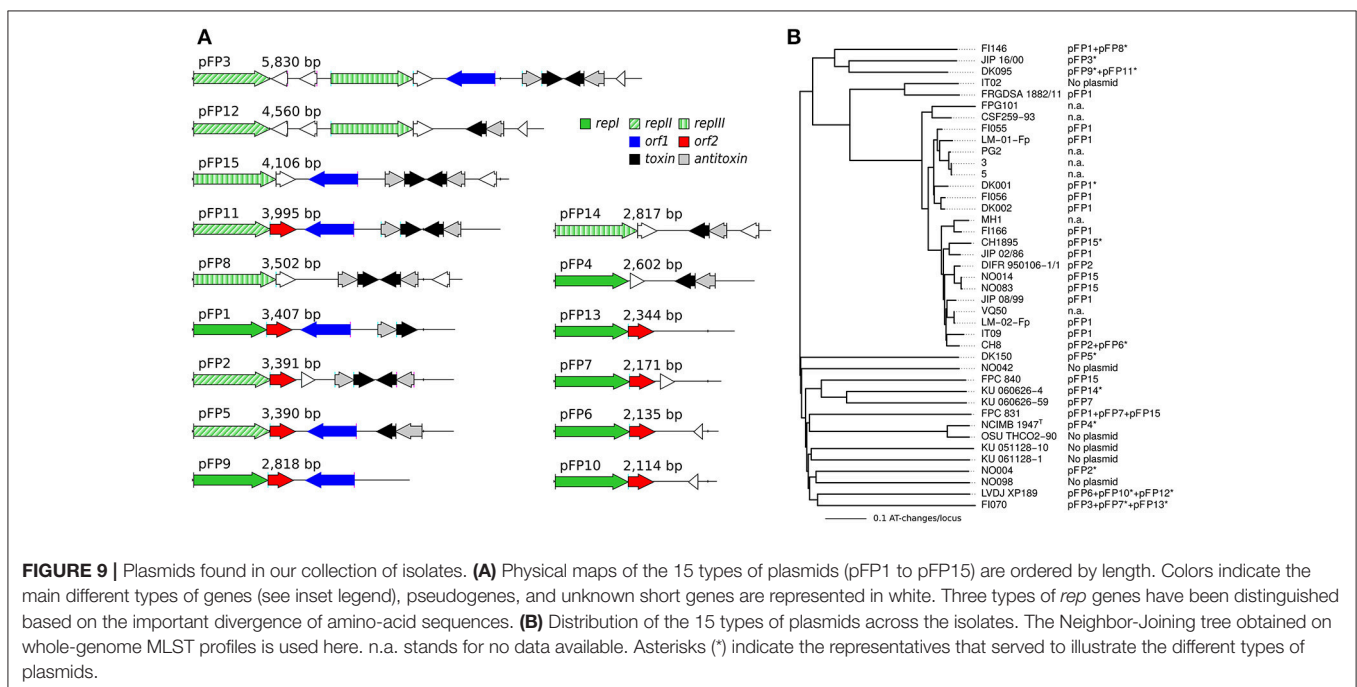 A
pFP3 5,830 bp
pFP12 4,560 bp
pFP15 4,106 bp
pFP11 3,995 bp
pFP8 3,502 bp
pFP1 3,407 bp
pFP2 3,391 bp
pFP5 3,390 bp
pFP9 2,818 bp
repI repII repIII
orf1 orf2
toxin antitoxin
pFP14 2,817 bp
pFP4 2,602 bp
pFP13 2,344 bp
pFP7 2,171 bp
pFP6 2,135 bp
pFP10 2,114 bp
B
FI146 pFP1+pFP8*
JIP 16/00 pFP3*
DK095 pFP9*+pFP11*
IT02 No plasmid
FRGDSA 1882/11 pFP1
FPG101 n.a.
CSF259−93 n.a.
FI055 pFP1
LM−01−Fp pFP1
PG2 n.a.
3 n.a.
5 n.a.
DK001 pFP1*
FI056 pFP1
DK002 pFP1
MH1 n.a.
FI166 pFP1
CH1895 pFP15*
JIP 02/86 pFP1
DIFR 950106−1/1 pFP2
NO014 pFP15
NO083 pFP15
JIP 08/99 pFP1
VQ50 n.a.
LM−02−Fp pFP1
IT09 pFP1
CH8 pFP2+pFP6*
DK150 pFP5*
NO042 No plasmid
FPC 840 pFP15
KU 060626−4 pFP14*
KU 060626−59 pFP7
FPC 831 pFP1+pFP7+pFP15
NCIMB 1947ᵀ pFP4*
OSU THCO2−90 No plasmid
KU 051128−10 No plasmid
KU 061128−1 No plasmid
NO004 pFP2*
NO098 No plasmid
LVDJ XP189 pFP6+pFP10*+pFP12*
FI070 pFP3+pFP7*+pFP13*
0.1 AT-changes/locus
FIGURE 9 | Plasmids found in our collection of isolates. (A) Physical maps of the 15 types of plasmids (pFP1 to pFP15) are ordered by length. Colors indicate the
main different types of genes (see inset legend), pseudogenes, and unknown short genes are represented in white. Three types of rep genes have been distinguished
based on the important divergence of amino-acid sequences. (B) Distribution of the 15 types of plasmids across the isolates. The Neighbor-Joining tree obtained on
whole-genome MLST profiles is used here. n.a. stands for no data available. Asterisks (*) indicate the representatives that served to illustrate the different types of
plasmids.